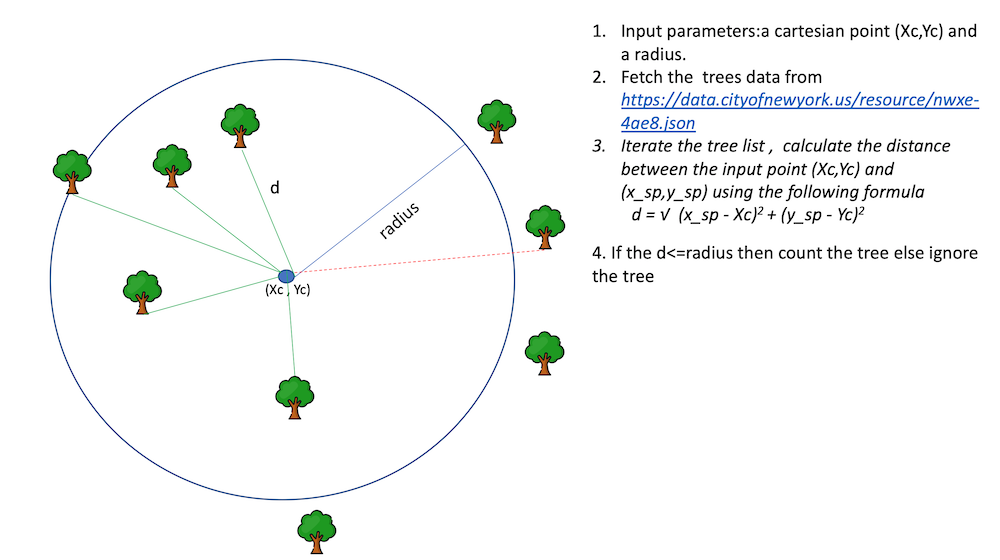 1. Input parameters:a cartesian point (Xc,Yc) and
a radius.
2. Fetch the trees data from
https://data.cityofnewyork.us/resource/nwxe-
4ae8.json
3. Iterate the tree list , calculate the distance
between the input point (Xc,Yc) and
(x_sp,y_sp) using the following formula
d = √ (x_sp - Xc)² + (y_sp - Yc)²
4. If the d<=radius then count the tree else ignore
the tree
d
radius
(Xc , Yc)